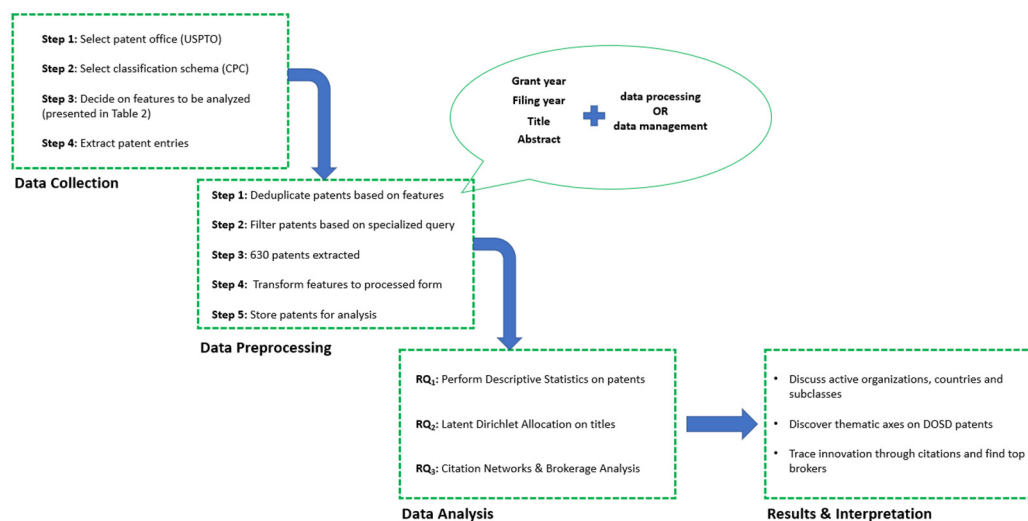 Step 1: Select patent office (USPTO)
Step 2: Select classification schema (CPC)
Step 3: Decide on features to be analyzed
(presented in Table 2)
Step 4: Extract patent entries
Data Collection
Grant year
Filing year
Title
Abstract
data processing
OR
data management
Step 1: Deduplicate patents based on features
Step 2: Filter patents based on specialized query
Step 3: 630 patents extracted
Step 4: Transform features to processed form
Step 5: Store patents for analysis
Data Preprocessing
RQ1: Perform Descriptive Statistics on patents
RQ2: Latent Dirichlet Allocation on titles
RQ3: Citation Networks & Brokerage Analysis
Data Analysis
• Discuss active organizations, countries and
subclasses
• Discover thematic axes on DOSD patents
• Trace innovation through citations and find top
brokers
Results & Interpretation